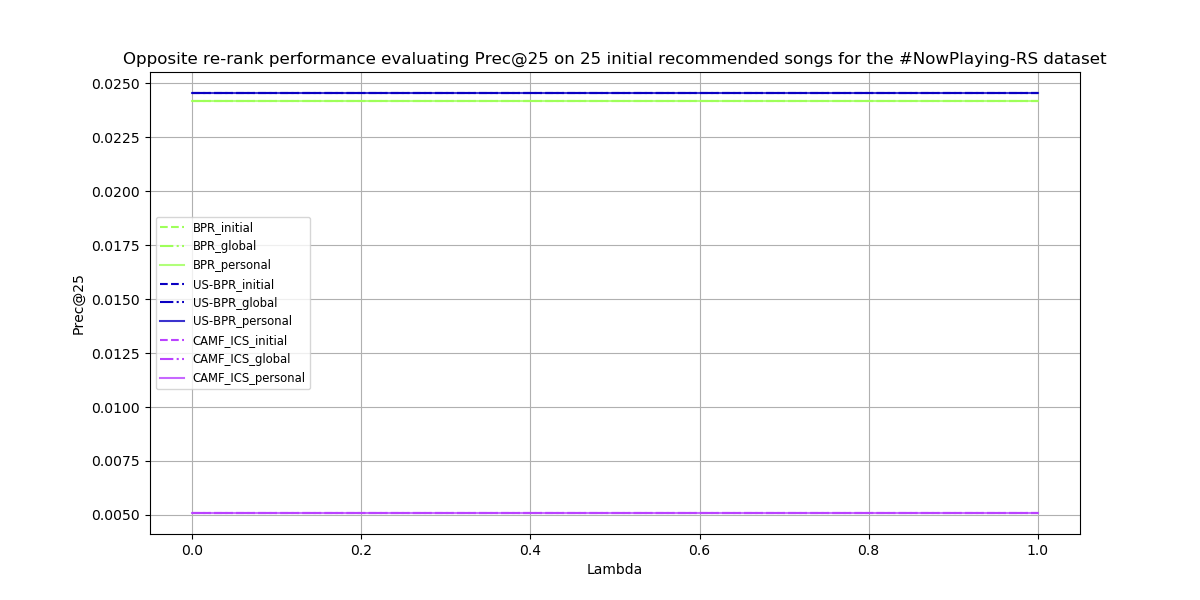 Opposite re-rank performance evaluating Prec@25 on 25 initial recommended songs for the #NowPlaying-RS dataset
0.0250
0.0225
0.0200
0.0175
0.0150
0.0125
0.0100
0.0075
0.0050
Prec@25
BPR_initial
BPR_global
BPR_personal
US-BPR_initial
US-BPR_global
US-BPR_personal
CAMF_ICS_initial
CAMF_ICS_global
CAMF_ICS_personal
0.0 0.2 0.4 0.6 0.8 1.0
Lambda